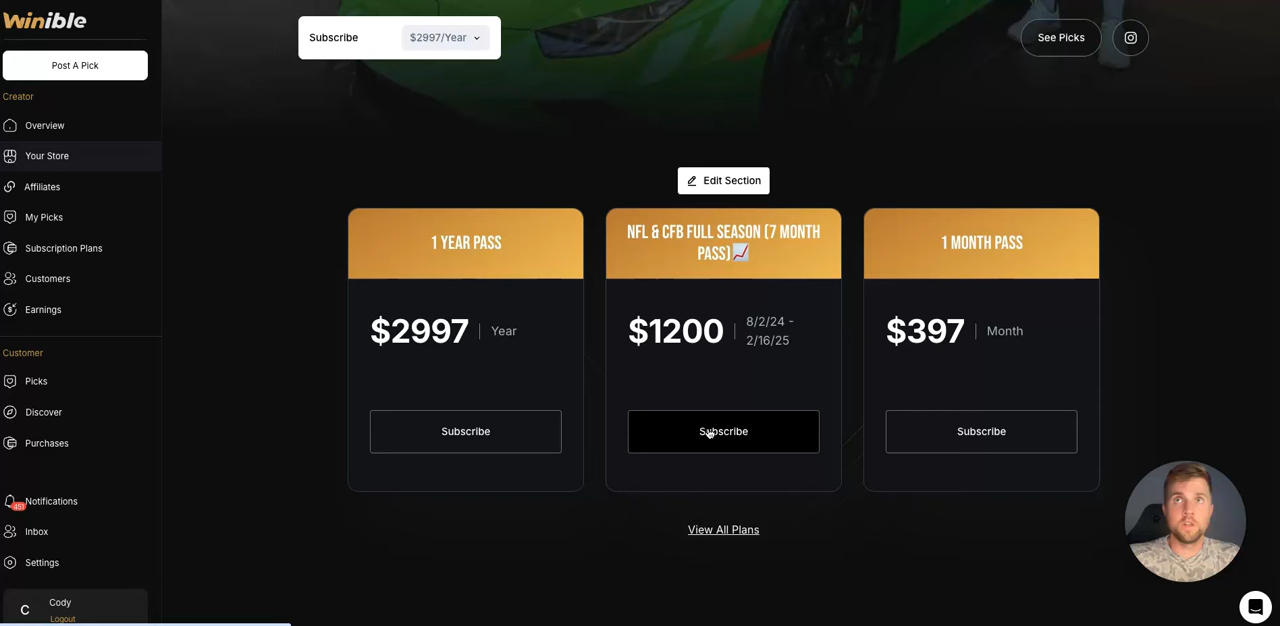 Winible
Post A Pick
Creator
Overview
Your Store
Affiliates
My Picks
Subscription Plans
Customers
Earnings
Customer
Picks
Discover
Purchases
451
Notifications
Inbox
Settings
C
Cody
Logout
Subscribe
$2997/Year
See Picks
Edit Section
1 YEAR PASS
$2997
Year
Subscribe
NFL & CFB FULL SEASON (7 MONTH
PASS)📈
$1200
8/2/24 -
2/16/25
Subscribe
1 MONTH PASS
$397
Month
Subscribe
View All Plans